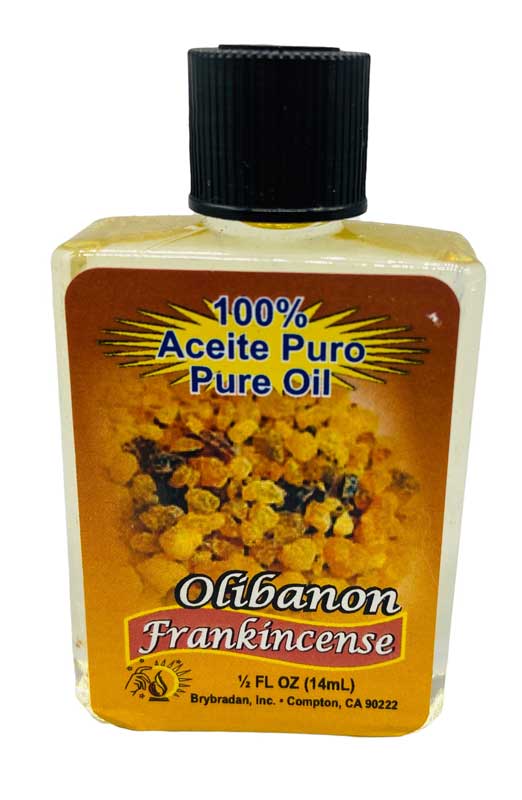 100%
Aceite Puro
Pure Oil
Olibanon
Frankincense
½ FL OZ (14mL)
Brybradan, Inc. • Compton, CA 90222